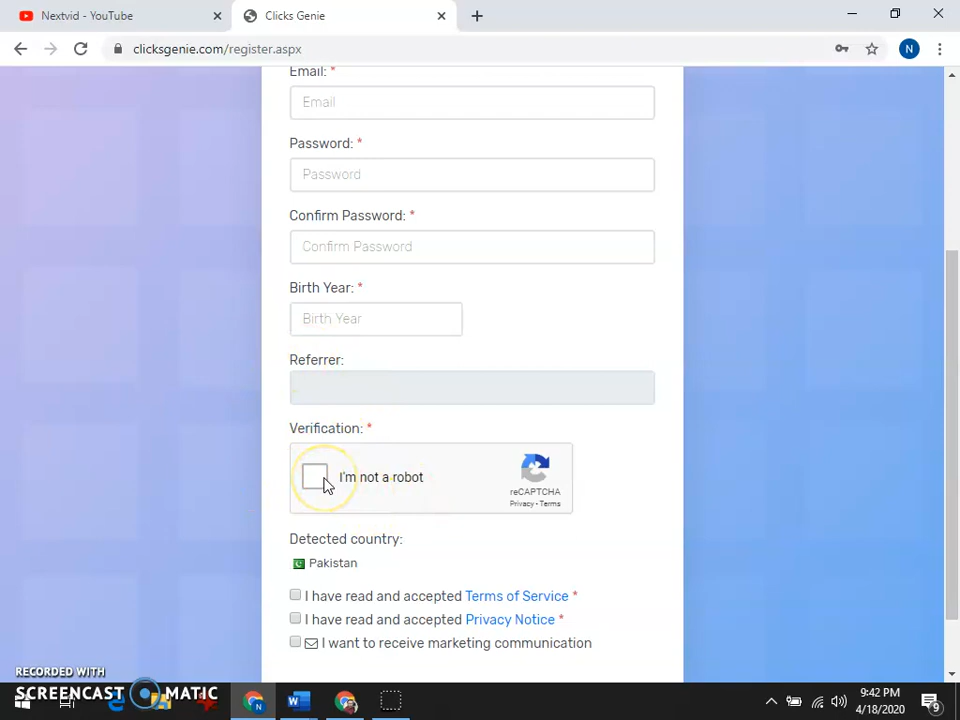 Nextvid - YouTube
Clicks Genie
clicksgenie.com/register.aspx
N
Email: *
Email
Password: *
Password
Confirm Password: *
Confirm Password
Birth Year: *
Birth Year
Referrer:
Verification: *
I'm not a robot
reCAPTCHA
Privacy - Terms
Detected country:
Pakistan
I have read and accepted Terms of Service *
I have read and accepted Privacy Notice *
I want to receive marketing communication
RECORDED WITH
SCREENCAST MATIC
9:42 PM
4/18/2020